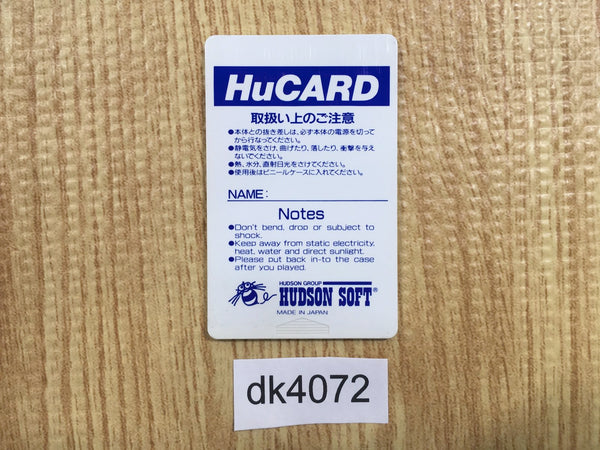 HuCARD
取扱い上のご注意
●本体との抜き差しは、必ず本体の電源を切って
から行なってください。
●静電気をさけ、曲げたり、落したり、衝撃を与え
ないでください。
●熱、水分、直射日光をさけてください。
●使用後はビニールケースに入れてください。
NAME:
Notes
●Don't bend, drop or subject to
shock.
●Keep away from static electricity,
heat, water and direct sunlight.
●Please put back in-to the case
after you played.
HUDSON GROUP
HUDSON SOFT®
MADE IN JAPAN
dk4072